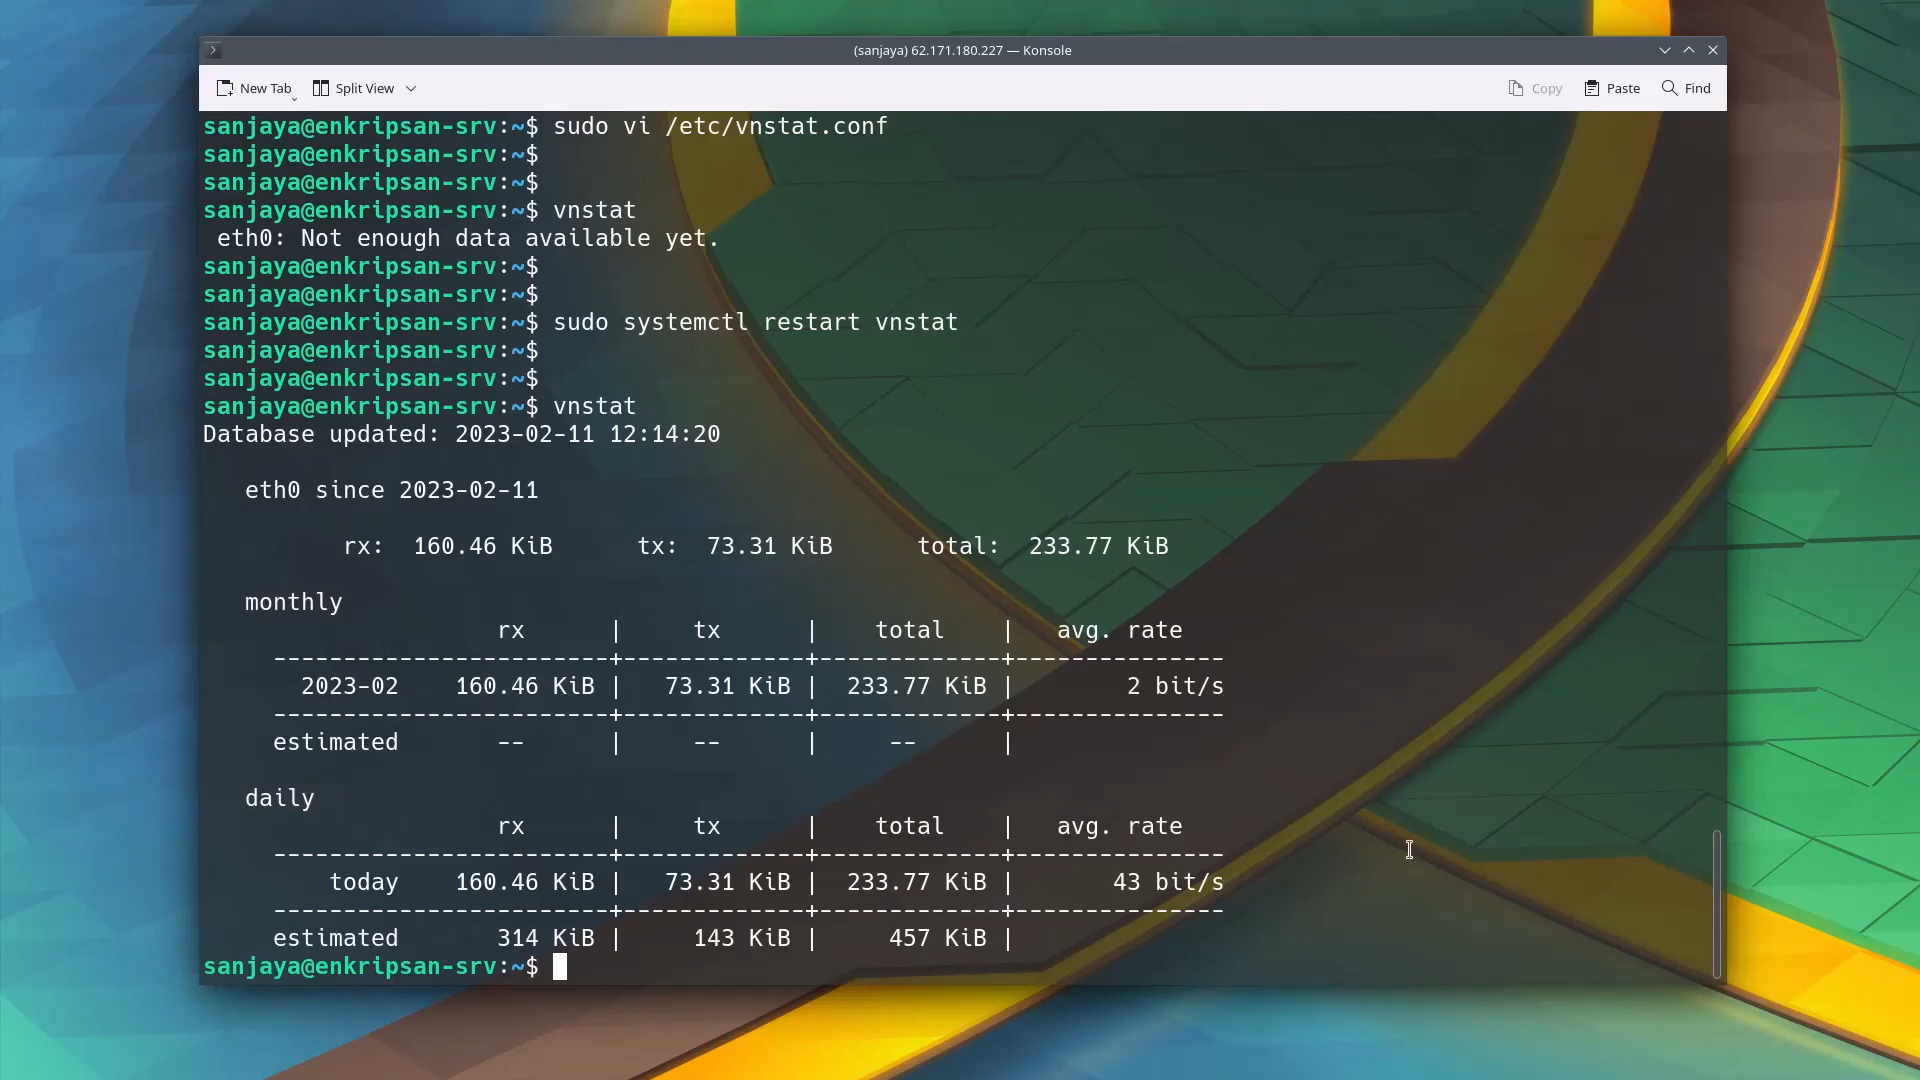 (sanjaya) 62.171.180.227 — Konsole
New Tab Split View Copy Paste Find
sanjaya@enkripsan-srv:~$ sudo vi /etc/vnstat.conf
sanjaya@enkripsan-srv:~$
sanjaya@enkripsan-srv:~$
sanjaya@enkripsan-srv:~$ vnstat
eth0: Not enough data available yet.
sanjaya@enkripsan-srv:~$
sanjaya@enkripsan-srv:~$
sanjaya@enkripsan-srv:~$ sudo systemctl restart vnstat
sanjaya@enkripsan-srv:~$
sanjaya@enkripsan-srv:~$
sanjaya@enkripsan-srv:~$ vnstat
Database updated: 2023-02-11 12:14:20
eth0 since 2023-02-11
rx:  160.46 KiB      tx:  73.31 KiB      total:  233.77 KiB
monthly
rx      |     tx      |    total    |   avg. rate
------------------------+-------------+-------------+---------------
2023-02    160.46 KiB |   73.31 KiB |  233.77 KiB |        2 bit/s
------------------------+-------------+-------------+---------------
estimated       --      |     --      |     --      |
daily
rx      |     tx      |    total    |   avg. rate
------------------------+-------------+-------------+---------------
today    160.46 KiB |   73.31 KiB |  233.77 KiB |       43 bit/s
------------------------+-------------+-------------+---------------
estimated       314 KiB |     143 KiB |     457 KiB |
sanjaya@enkripsan-srv:~$